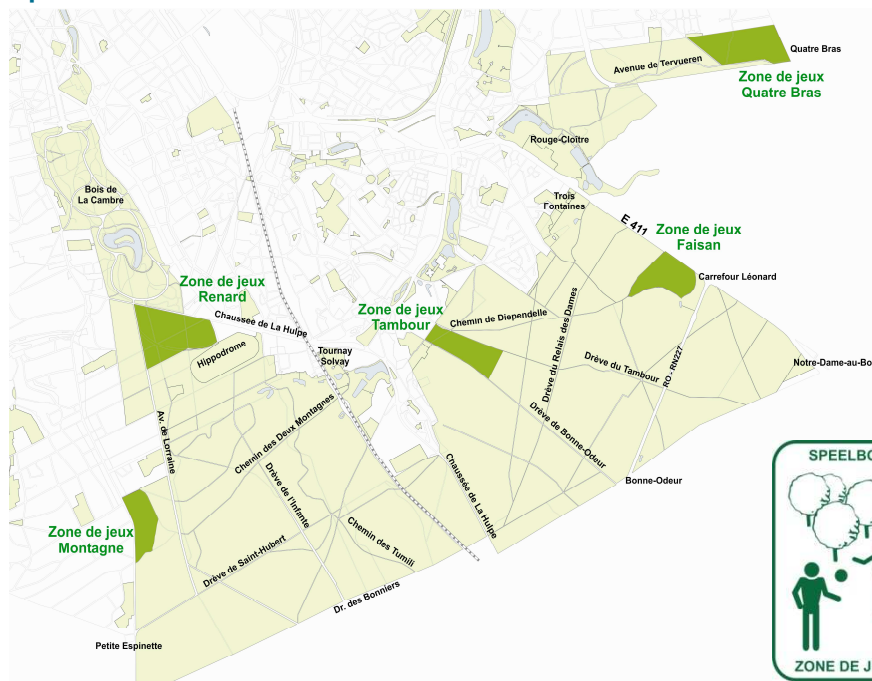 Quatre Bras
Avenue de Tervueren
Zone de jeux
Quatre Bras
Rouge-Cloître
Bois de
La Cambre
Trois
Fontaines
E 411
Zone de jeux
Faisan
Carrefour Léonard
Zone de jeux
Renard
Zone de jeux
Tambour
Chaussée de La Hulpe
Chemin de Diependelle
Drève du Relais des Dames
Hippodrome
Tournay
Solvay
Drève du Tambour
RO - RN227
Notre-Dame-au-Bo
Av. de Lorraine
Chemin des Deux Montagnes
Drève de Bonne-Odeur
Bonne-Odeur
Chaussée de La Hulpe
Drève de l'Infante
Zone de jeux
Montagne
Chemin des Tumili
Drève de Saint-Hubert
Dr. des Bonniers
Petite Espinette
SPEELBO
ZONE DE J